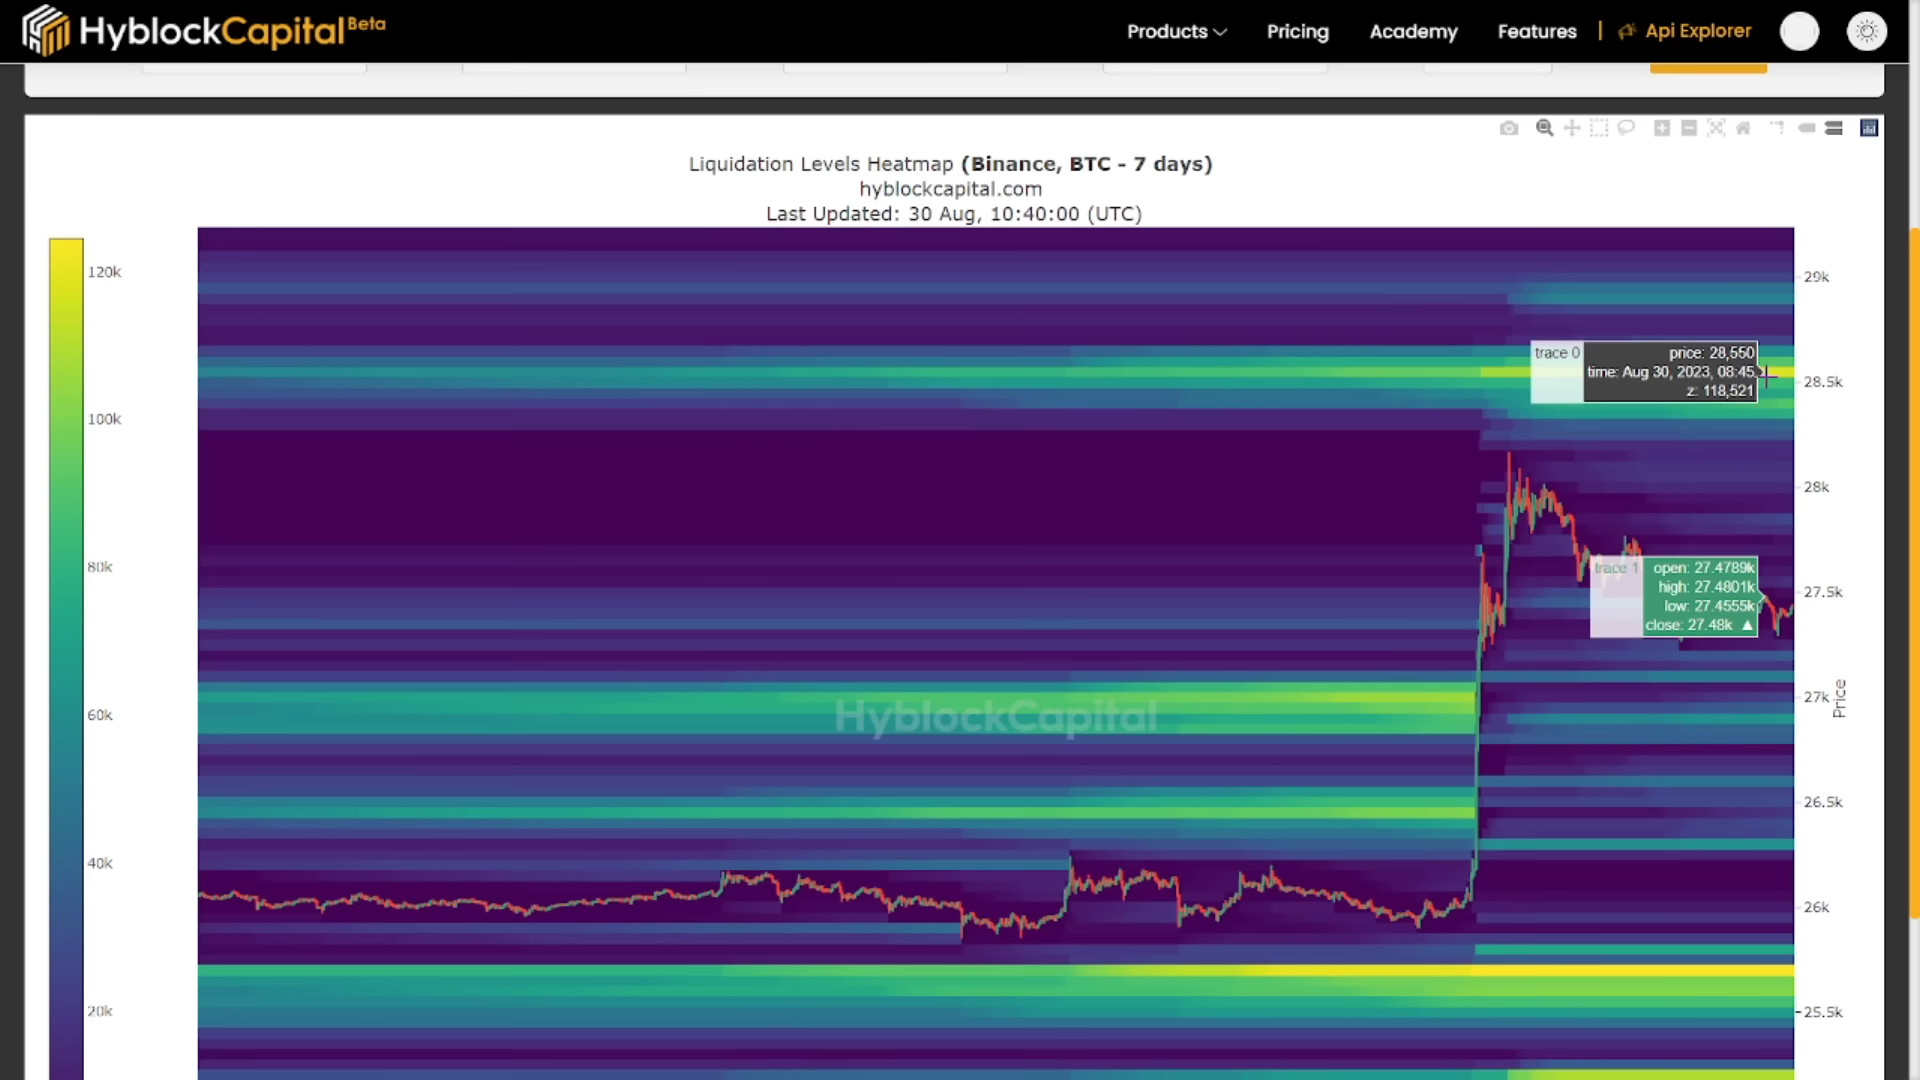 HyblockCapital Beta
Products
Pricing
Academy
Features
Api Explorer
Liquidation Levels Heatmap (Binance, BTC - 7 days)
hyblockcapital.com
Last Updated: 30 Aug, 10:40:00 (UTC)
120k
100k
80k
60k
40k
20k
29k
28.5k
28k
27.5k
27k
26.5k
26k
25.5k
Price
trace 0
price: 28,550
time: Aug 30, 2023, 08:45
z: 118,521
trace 1
open: 27.4789k
high: 27.4801k
low: 27.4555k
close: 27.48k ▲
HyblockCapital